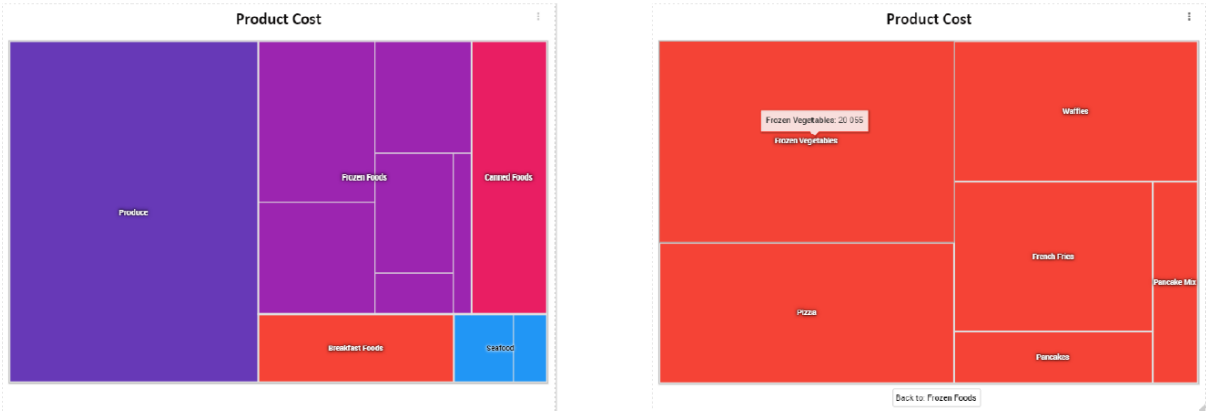 Product Cost
Produce
Frozen Foods
Canned Foods
Breakfast Foods
Seafood
Product Cost
Frozen Vegetables: 20 055
Frozen Vegetables
Waffles
Pizza
French Fries
Pancake Mix
Pancakes
Back to: Frozen Foods